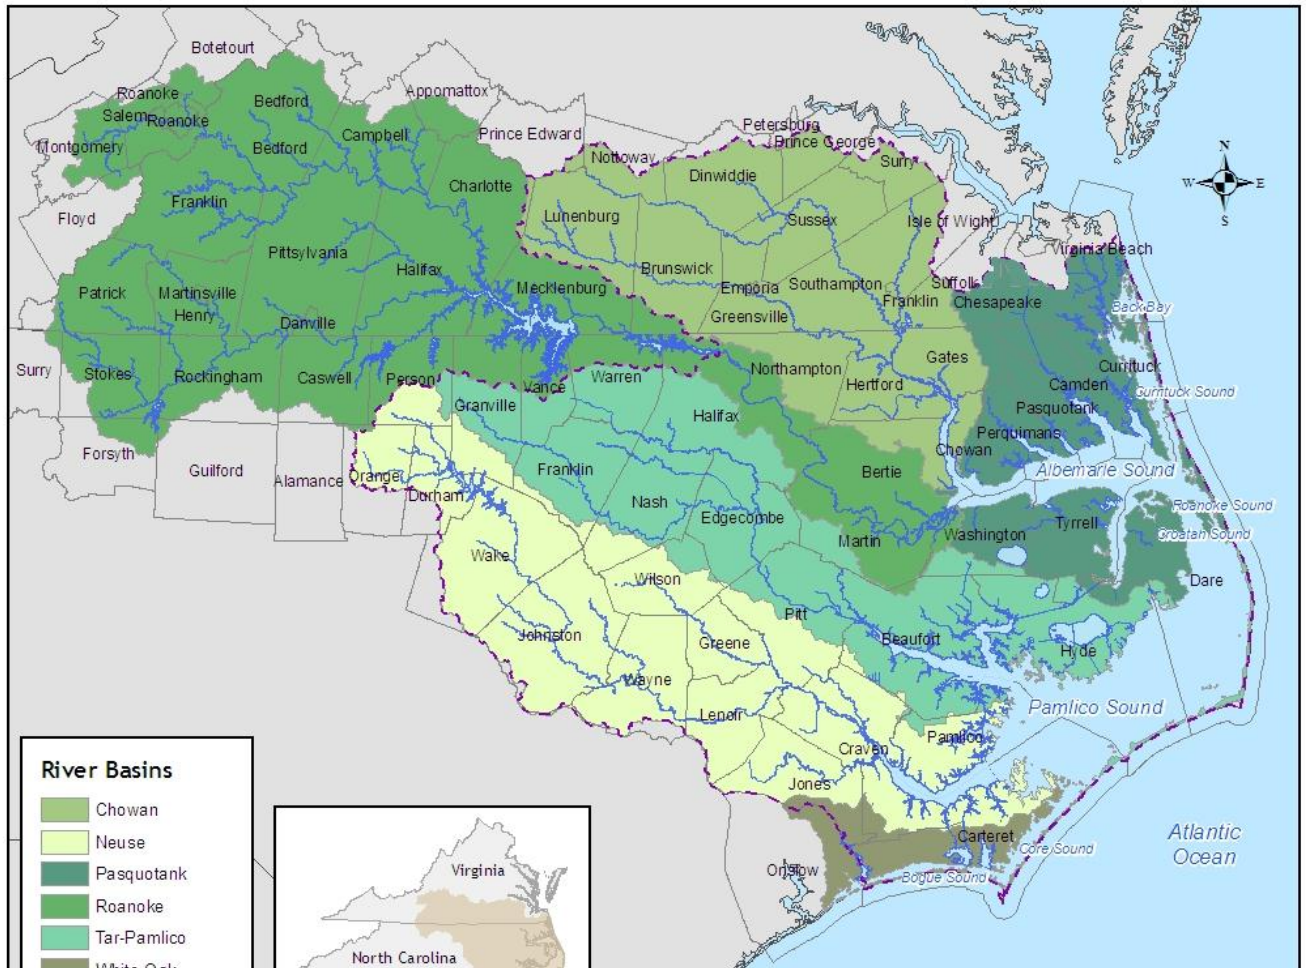 Botetourt
Roanoke
Bedford
Appomattox
Salem
Roanoke
Campbell
Prince Edward
Petersburg
Prince George
Montgomery
Bedford
Nottoway
Surry
N
W
E
S
Dinwiddie
Charlotte
Franklin
Floyd
Lunenburg
Sussex
Isle of Wight
Pittsylvania
Virginia Beach
Halifax
Brunswick
Mecklenburg
Emporia
Southampton
Suffolk
Patrick
Martinsville
Henry
Franklin
Chesapeake
Back Bay
Danville
Greensville
Surry
Stokes
Rockingham
Caswell
Person
Vance
Warren
Northampton
Gates
Hertford
Currituck
Camden
Currituck Sound
Granville
Halifax
Pasquotank
Perquimans
Forsyth
Guilford
Alamance
Orange
Durham
Franklin
Bertie
Chowan
Albemarle Sound
Nash
Edgecombe
Roanoke Sound
Martin
Washington
Tyrrell
Croatan Sound
Wake
Wilson
Dare
Pitt
Johnston
Greene
Beaufort
Hyde
Wayne
Lenoir
Pamlico Sound
Craven
Pamlico
Jones
Carteret
Core Sound
Onslow
Bogue Sound
Atlantic
Ocean
River Basins
Chowan
Neuse
Pasquotank
Roanoke
Tar-Pamlico
White Oak
Virginia
North Carolina